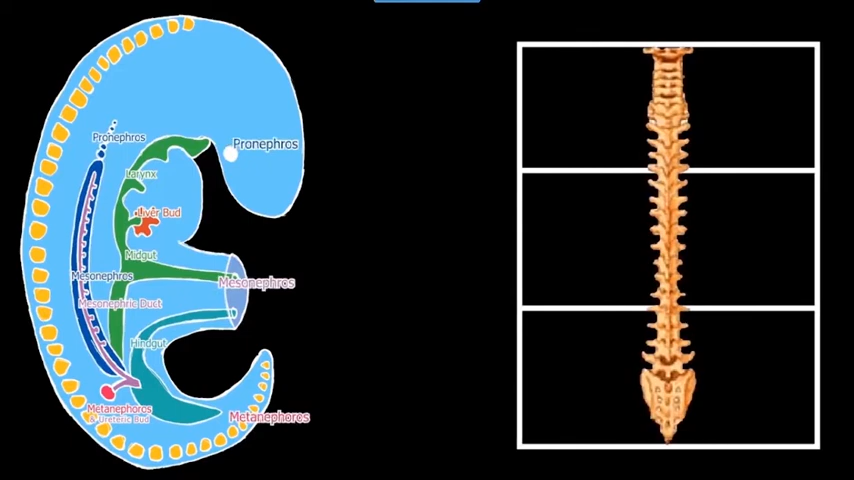 Pronephros
Pronephros
Larynx
Liver Bud
Midgut
Mesonephros
Mesonephros
Mesonephric Duct
Hindgut
Metanephoros
& Ureteric Bud
Metanephoros